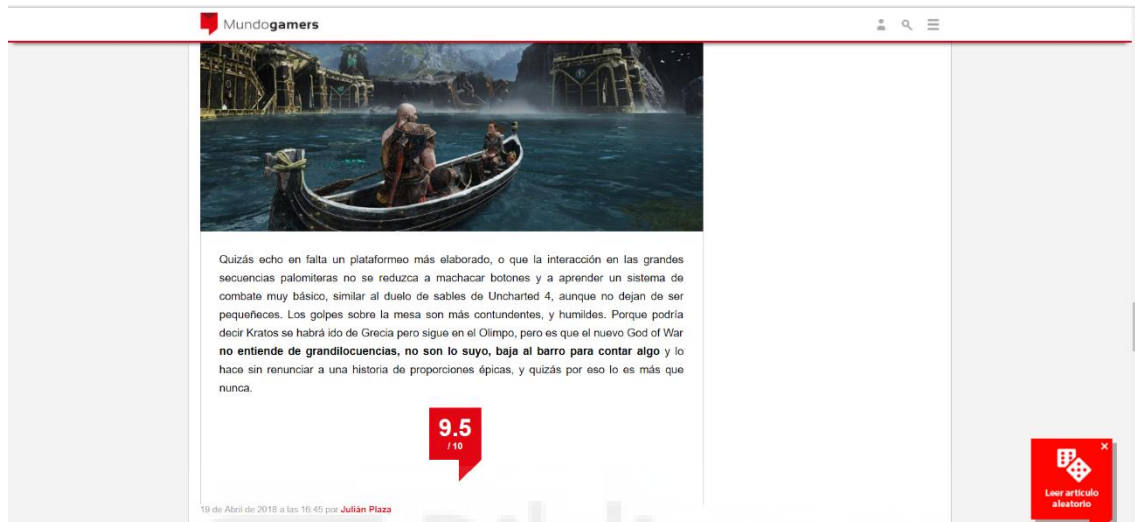 Mundogamers
Quizás echo en falta un plataformeo más elaborado, o que la interacción en las grandes
secuencias palomiteras no se reduzca a machacar botones y a aprender un sistema de
combate muy básico, similar al duelo de sables de Uncharted 4, aunque no dejan de ser
pequeñeces. Los golpes sobre la mesa son más contundentes, y humildes. Porque podría
decir Kratos se habrá ido de Grecia pero sigue en el Olimpo, pero es que el nuevo God of War
no entiende de grandilocuencias, no son lo suyo, baja al barro para contar algo y lo
hace sin renunciar a una historia de proporciones épicas, y quizás por eso lo es más que
nunca.
9.5
/ 10
Leer artículo
aleatorio
19 de Abril de 2018 a las 16:45 por Julián Plaza